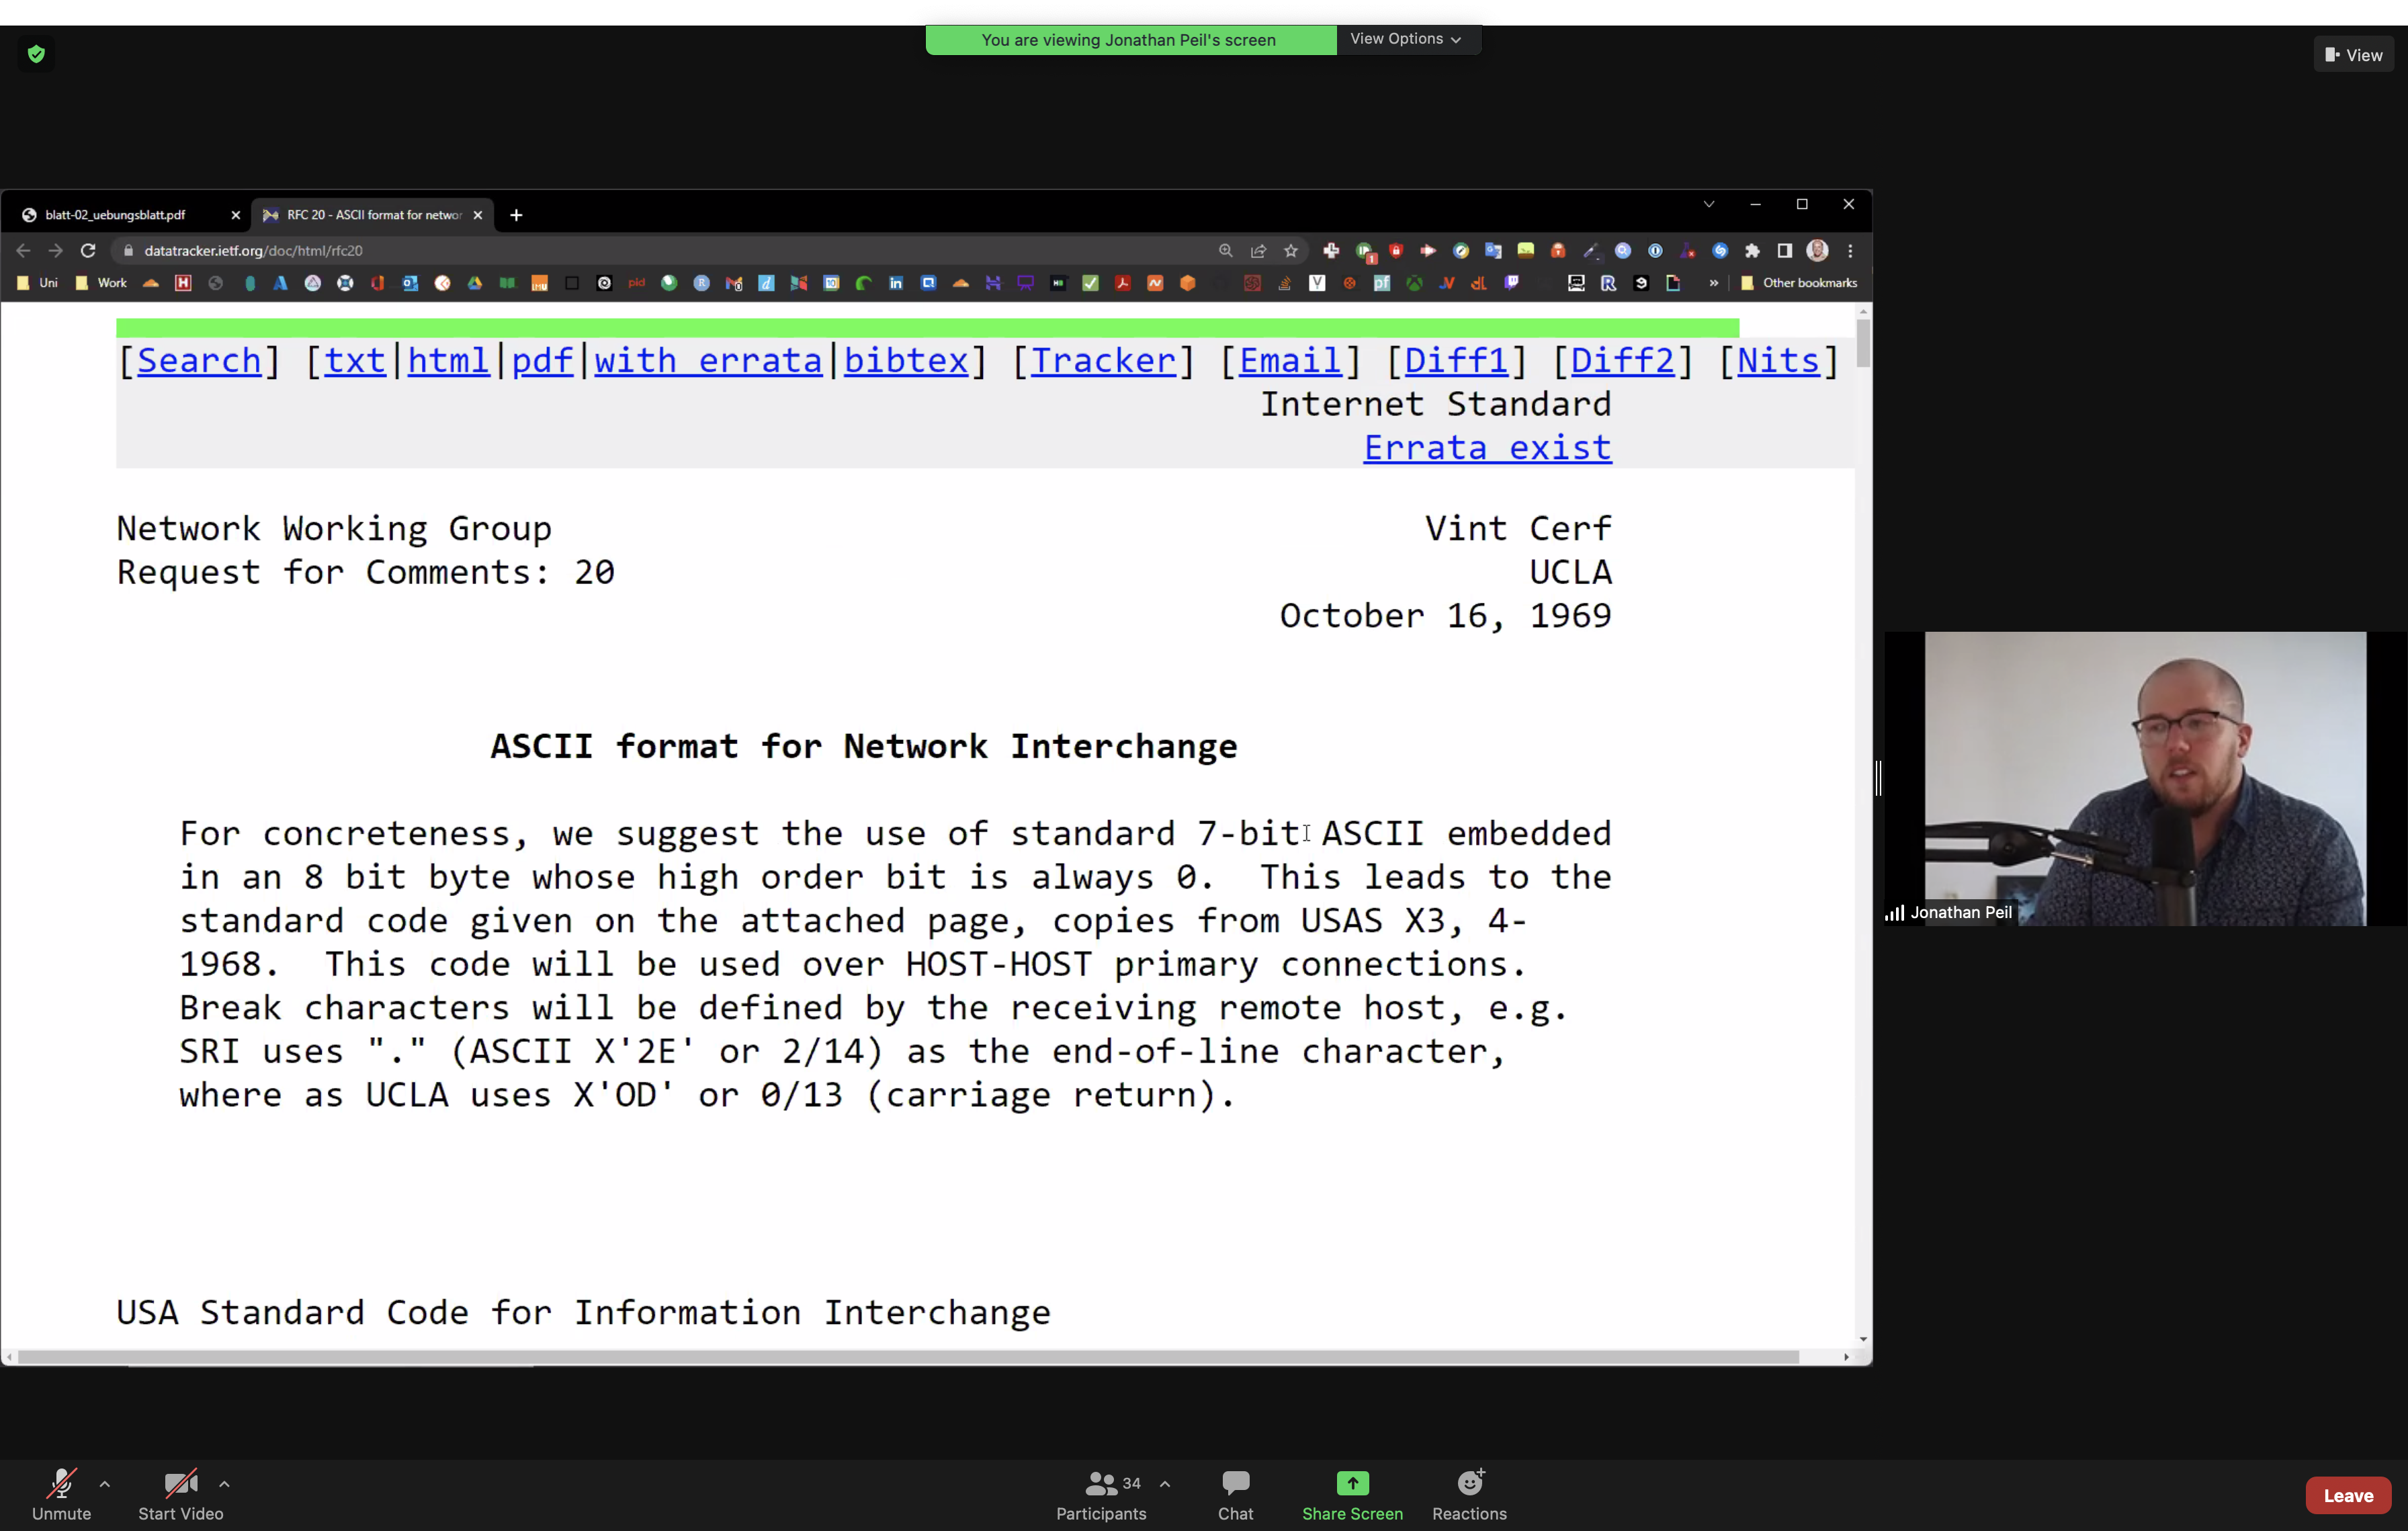 You are viewing Jonathan Peil's screen
View Options
View
blatt-02_uebungsblatt.pdf
RFC 20 - ASCII format for networ
datatracker.ietf.org/doc/html/rfc20
Uni
Work
Other bookmarks
[Search] [txt|html|pdf|with errata|bibtex] [Tracker] [Email] [Diff1] [Diff2] [Nits]
Internet Standard
Errata exist
Network Working Group Vint Cerf
Request for Comments: 20 UCLA
October 16, 1969
ASCII format for Network Interchange
For concreteness, we suggest the use of standard 7-bit ASCII embedded
in an 8 bit byte whose high order bit is always 0. This leads to the
standard code given on the attached page, copies from USAS X3, 4-
1968. This code will be used over HOST-HOST primary connections.
Break characters will be defined by the receiving remote host, e.g.
SRI uses "." (ASCII X'2E' or 2/14) as the end-of-line character,
where as UCLA uses X'OD' or 0/13 (carriage return).
USA Standard Code for Information Interchange
Jonathan Peil
Unmute
Start Video
34
Participants
Chat
Share Screen
Reactions
Leave